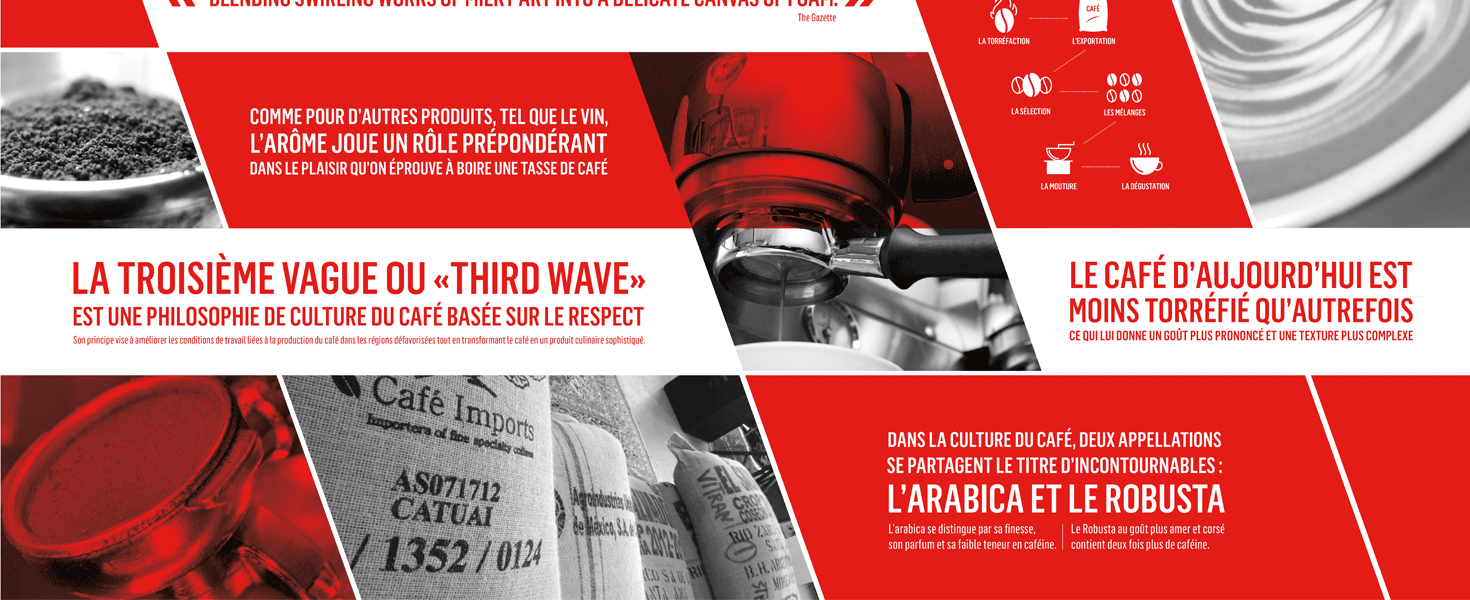 BLENDING SWIRLING WORKS OF MILKY ART INTO A DELICATE CANVAS OF FOAM.
The Gazette
CAFÉ
LA TORRÉFACTION
L'EXPORTATION
LA SÉLECTION
LES MÉLANGES
LA MOUTURE
LA DÉGUSTATION
COMME POUR D'AUTRES PRODUITS, TEL QUE LE VIN,
L'ARÔME JOUE UN RÔLE PRÉPONDÉRANT
DANS LE PLAISIR QU'ON ÉPROUVE À BOIRE UNE TASSE DE CAFÉ
LA TROISIÈME VAGUE OU «THIRD WAVE»
EST UNE PHILOSOPHIE DE CULTURE DU CAFÉ BASÉE SUR LE RESPECT
Son principe vise à améliorer les conditions de travail liées à la production du café dans les régions défavorisées tout en transformant le café en un produit culinaire sophistiqué.
LE CAFÉ D'AUJOURD'HUI EST
MOINS TORRÉFIÉ QU'AUTREFOIS
CE QUI LUI DONNE UN GOÛT PLUS PRONONCÉ ET UNE TEXTURE PLUS COMPLEXE
Café Imports
Importers of fine specialty coffees
AS071712
CATUAI
/ 1352 / 0124
Agroindustrias
de México, S.A.
DANS LA CULTURE DU CAFÉ, DEUX APPELLATIONS
SE PARTAGENT LE TITRE D'INCONTOURNABLES :
L'ARABICA ET LE ROBUSTA
L'arabica se distingue par sa finesse,
son parfum et sa faible teneur en caféine.
Le Robusta au goût plus amer et corsé
contient deux fois plus de caféine.